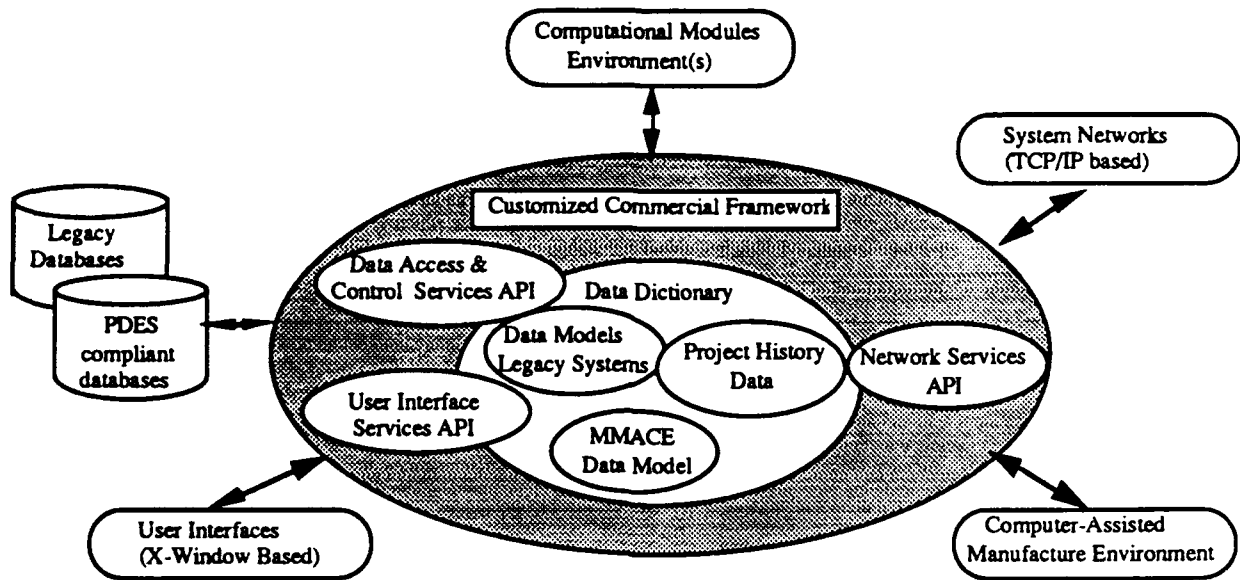 Computational Modules
Environment(s)
System Networks
(TCP/IP based)
Customized Commercial Framework
Legacy
Databases
Data Access &
Control Services API
Data Dictionary
PDES
compliant
databases
Data Models
Legacy Systems
Project History
Data
Network Services
API
User Interface
Services API
MMACE
Data Model
User Interfaces
(X-Window Based)
Computer-Assisted
Manufacture Environment